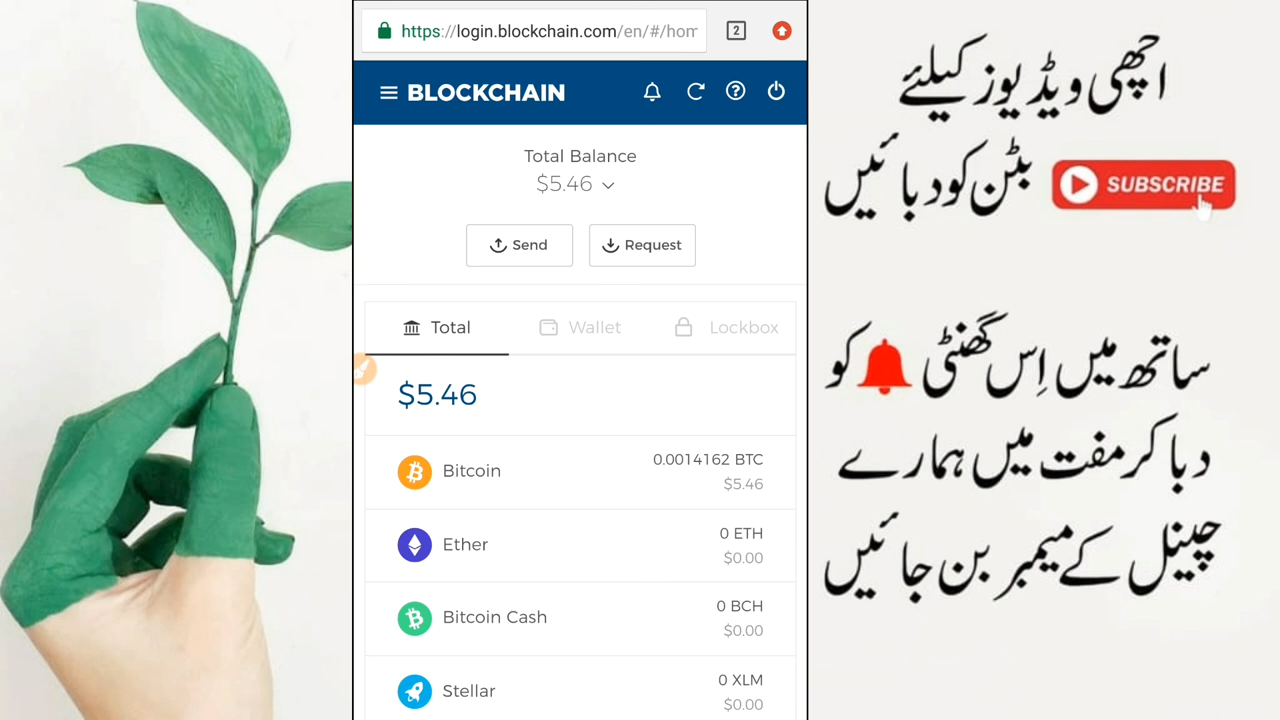 https://login.blockchain.com/en/#/hom
2
BLOCKCHAIN
Total Balance
$5.46
Send
Request
Total
Wallet
Lockbox
$5.46
Bitcoin
0.0014162 BTC
$5.46
Ether
0 ETH
$0.00
Bitcoin Cash
0 BCH
$0.00
Stellar
0 XLM
$0.00
اچھی ویڈیوز کیلئے
بٹن کو دبائیں SUBSCRIBE
ساتھ میں اِس گھنٹی کو
دبا کر مفت میں ہمارے
چینل کے میمبر بن جائیں